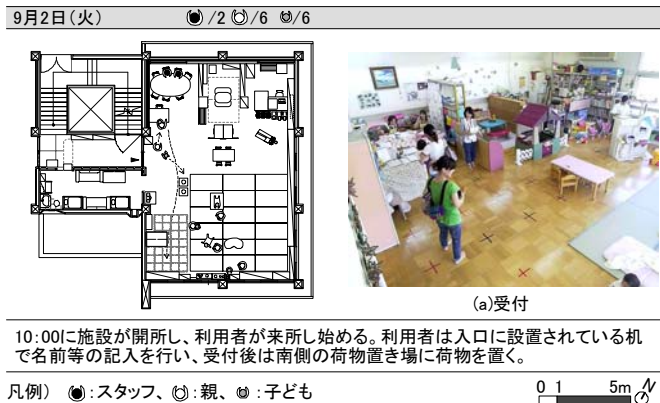 9月2日(火) /2 /6 /6
(a)受付
10:00に施設が開所し、利用者が来所し始める。利用者は入口に設置されている机
で名前等の記入を行い、受付後は南側の荷物置き場に荷物を置く。
凡例) :スタッフ、 :親、 :子ども
0 1 5m N